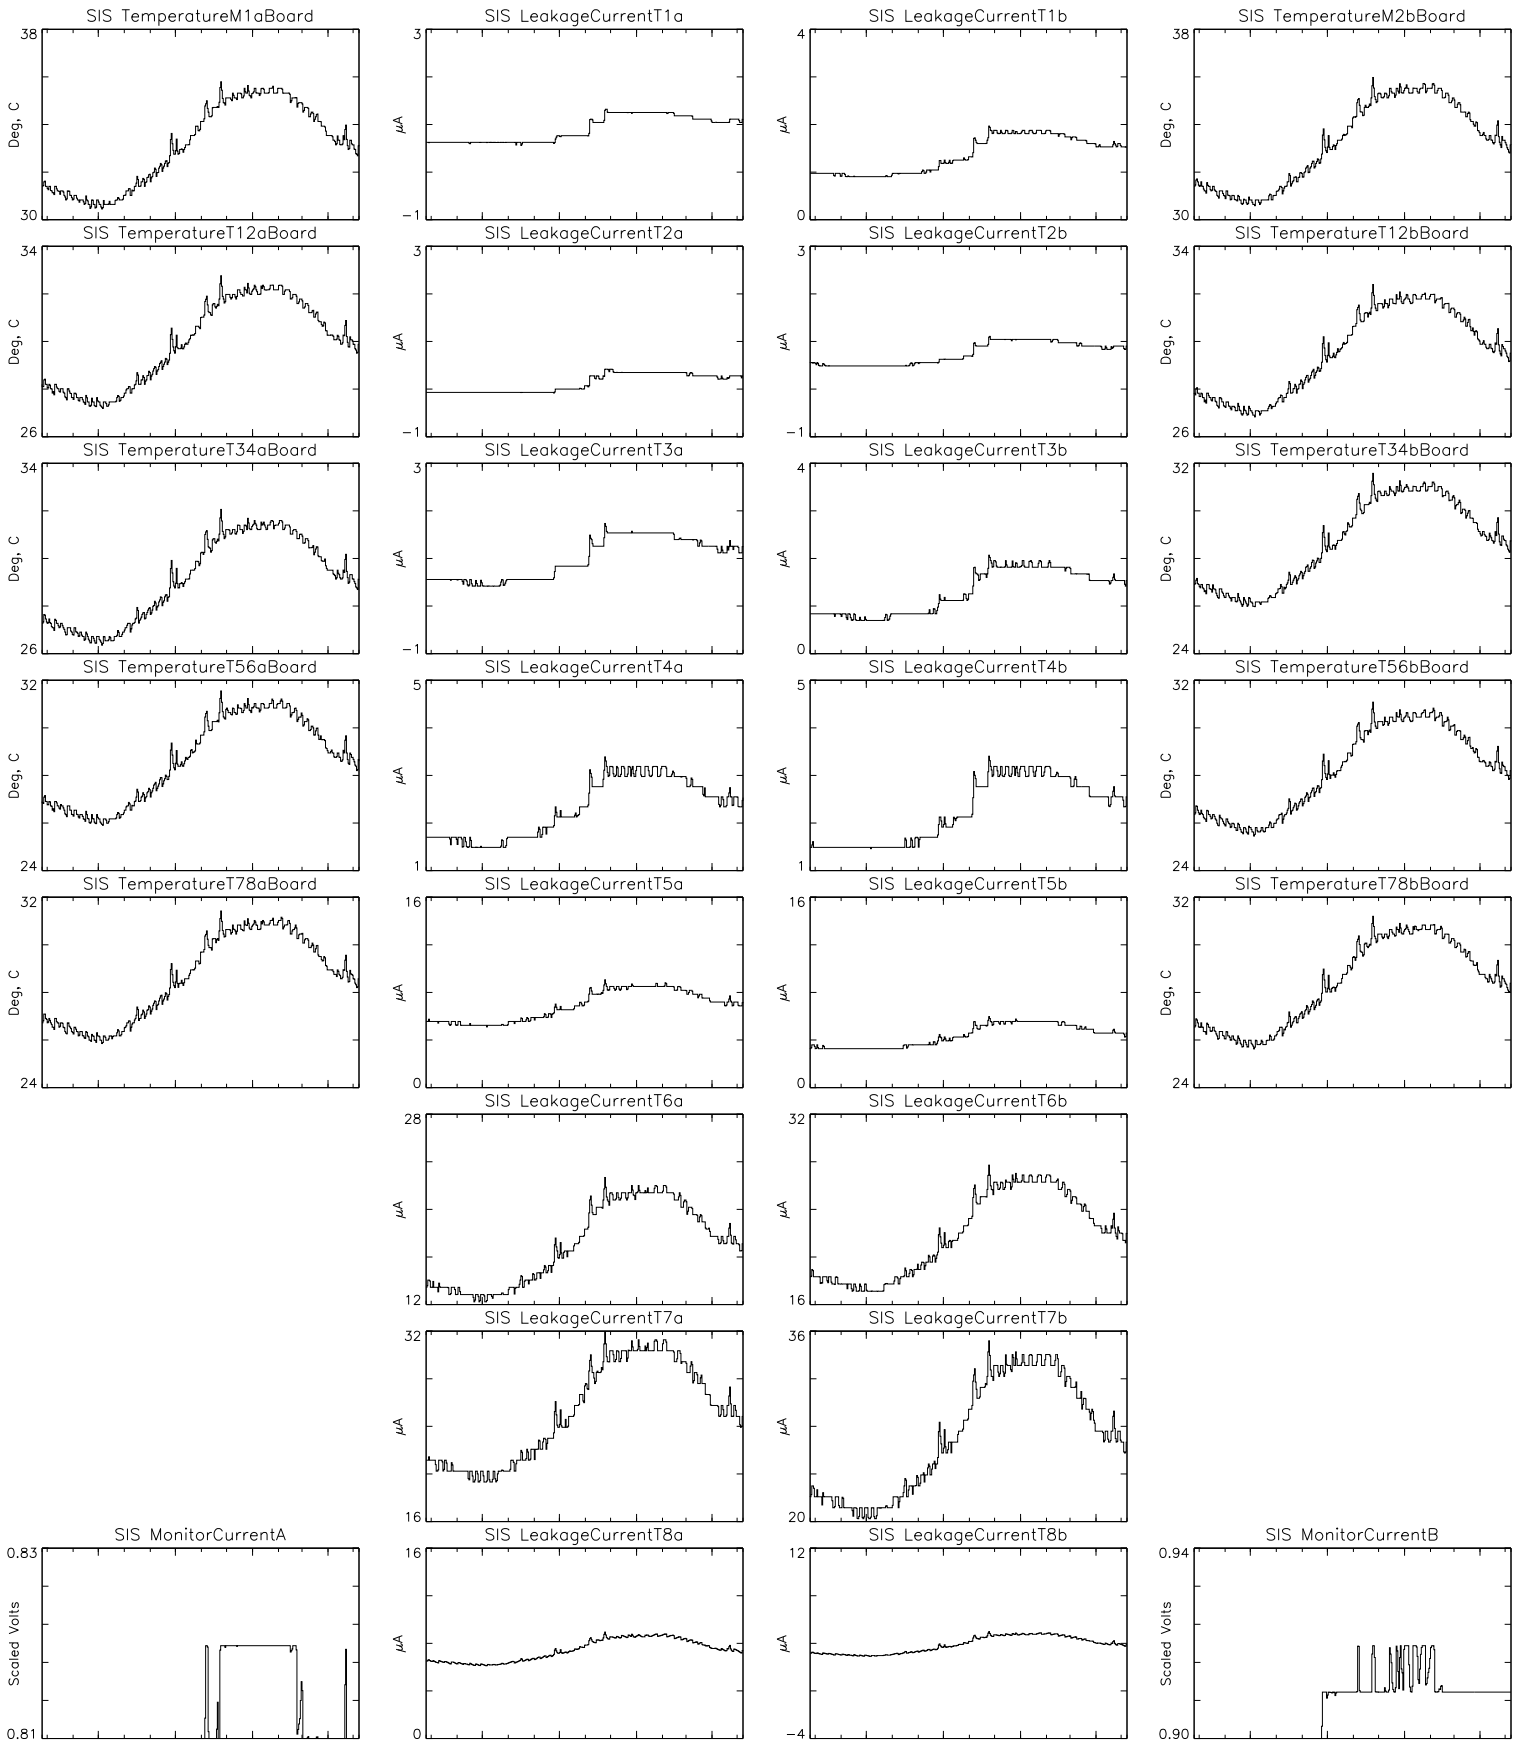 SIS TemperatureM1aBoard
38
Deg, C
30
SIS LeakageCurrentT1a
3
μA
-1
SIS LeakageCurrentT1b
4
μA
0
SIS TemperatureM2bBoard
38
Deg, C
30
SIS TemperatureT12aBoard
34
Deg, C
26
SIS LeakageCurrentT2a
3
μA
-1
SIS LeakageCurrentT2b
3
μA
-1
SIS TemperatureT12bBoard
34
Deg, C
26
SIS TemperatureT34aBoard
34
Deg, C
26
SIS LeakageCurrentT3a
3
μA
-1
SIS LeakageCurrentT3b
4
μA
0
SIS TemperatureT34bBoard
32
Deg, C
24
SIS TemperatureT56aBoard
32
Deg, C
24
SIS LeakageCurrentT4a
5
μA
1
SIS LeakageCurrentT4b
5
μA
1
SIS TemperatureT56bBoard
32
Deg, C
24
SIS TemperatureT78aBoard
32
Deg, C
24
SIS LeakageCurrentT5a
16
μA
0
SIS LeakageCurrentT5b
16
μA
0
SIS TemperatureT78bBoard
32
Deg, C
24
SIS LeakageCurrentT6a
28
μA
12
SIS LeakageCurrentT6b
32
μA
16
SIS LeakageCurrentT7a
32
μA
16
SIS LeakageCurrentT7b
36
μA
20
SIS MonitorCurrentA
0.83
Scaled Volts
0.81
SIS LeakageCurrentT8a
16
μA
0
SIS LeakageCurrentT8b
12
μA
-4
SIS MonitorCurrentB
0.94
Scaled Volts
0.90